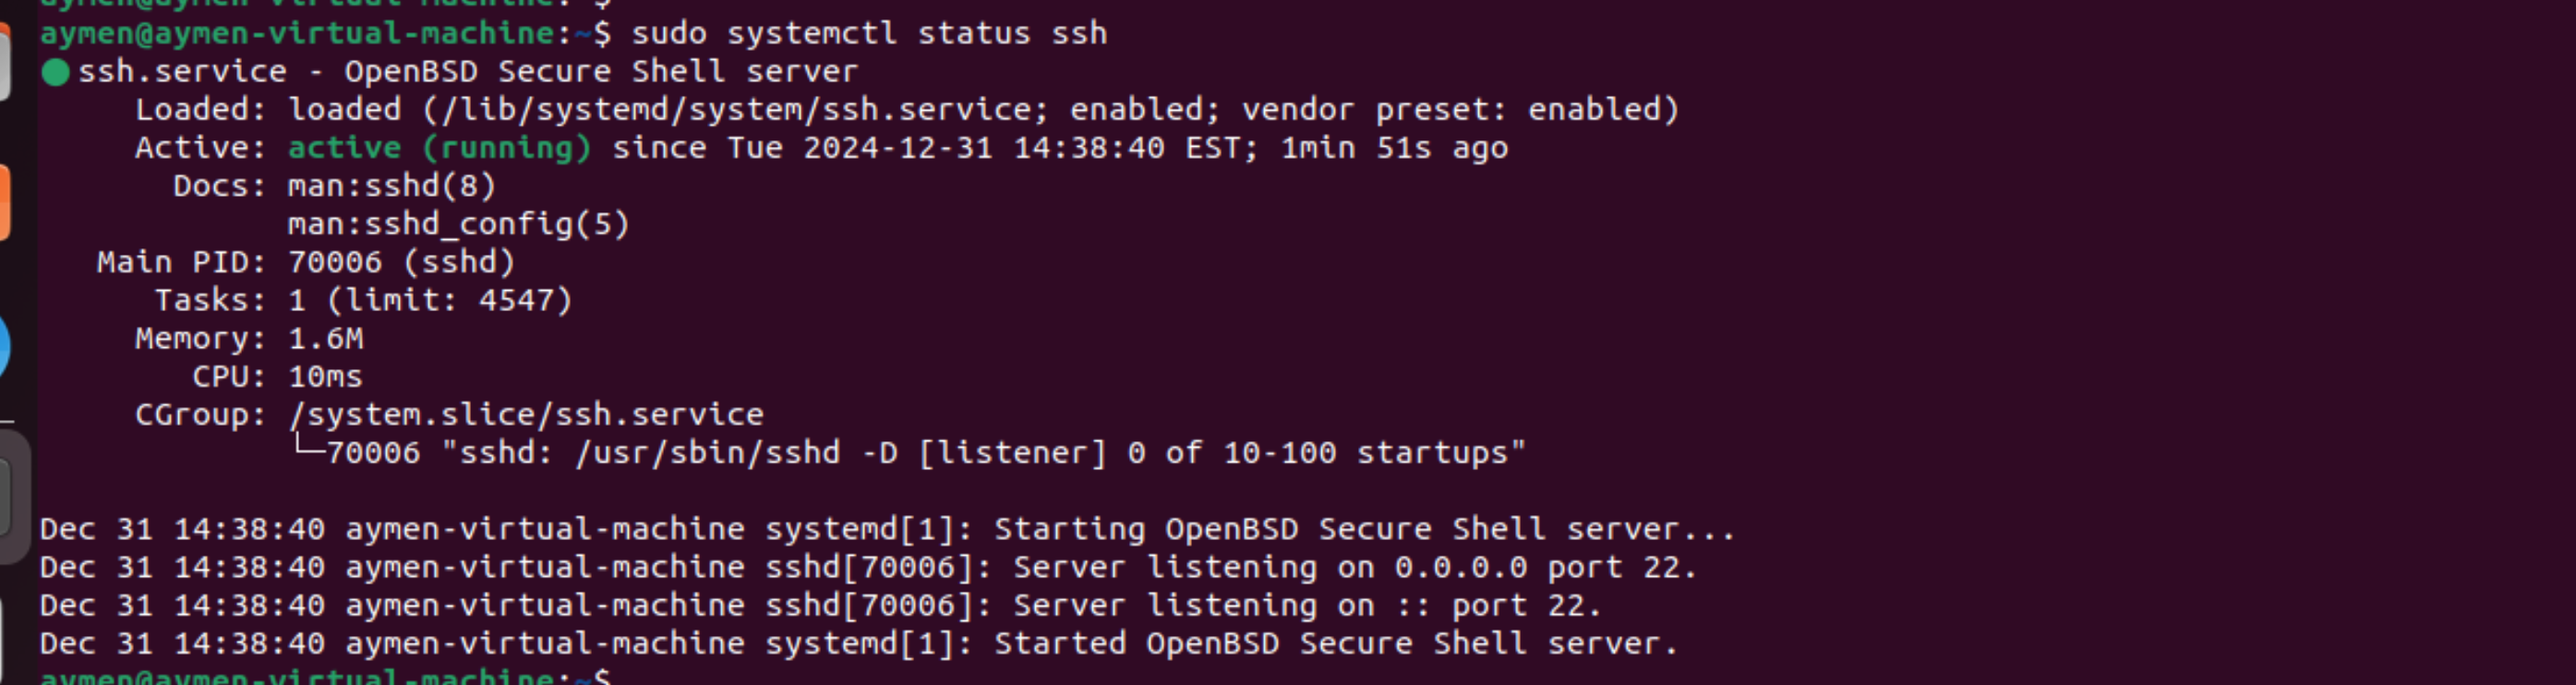 aymen@aymen-virtual-machine:~$
aymen@aymen-virtual-machine:~$ sudo systemctl status ssh
● ssh.service - OpenBSD Secure Shell server
     Loaded: loaded (/lib/systemd/system/ssh.service; enabled; vendor preset: enabled)
     Active: active (running) since Tue 2024-12-31 14:38:40 EST; 1min 51s ago
       Docs: man:sshd(8)
             man:sshd_config(5)
   Main PID: 70006 (sshd)
      Tasks: 1 (limit: 4547)
     Memory: 1.6M
        CPU: 10ms
     CGroup: /system.slice/ssh.service
             └─70006 "sshd: /usr/sbin/sshd -D [listener] 0 of 10-100 startups"
Dec 31 14:38:40 aymen-virtual-machine systemd[1]: Starting OpenBSD Secure Shell server...
Dec 31 14:38:40 aymen-virtual-machine sshd[70006]: Server listening on 0.0.0.0 port 22.
Dec 31 14:38:40 aymen-virtual-machine sshd[70006]: Server listening on :: port 22.
Dec 31 14:38:40 aymen-virtual-machine systemd[1]: Started OpenBSD Secure Shell server.
aymen@aymen-virtual-machine:~$